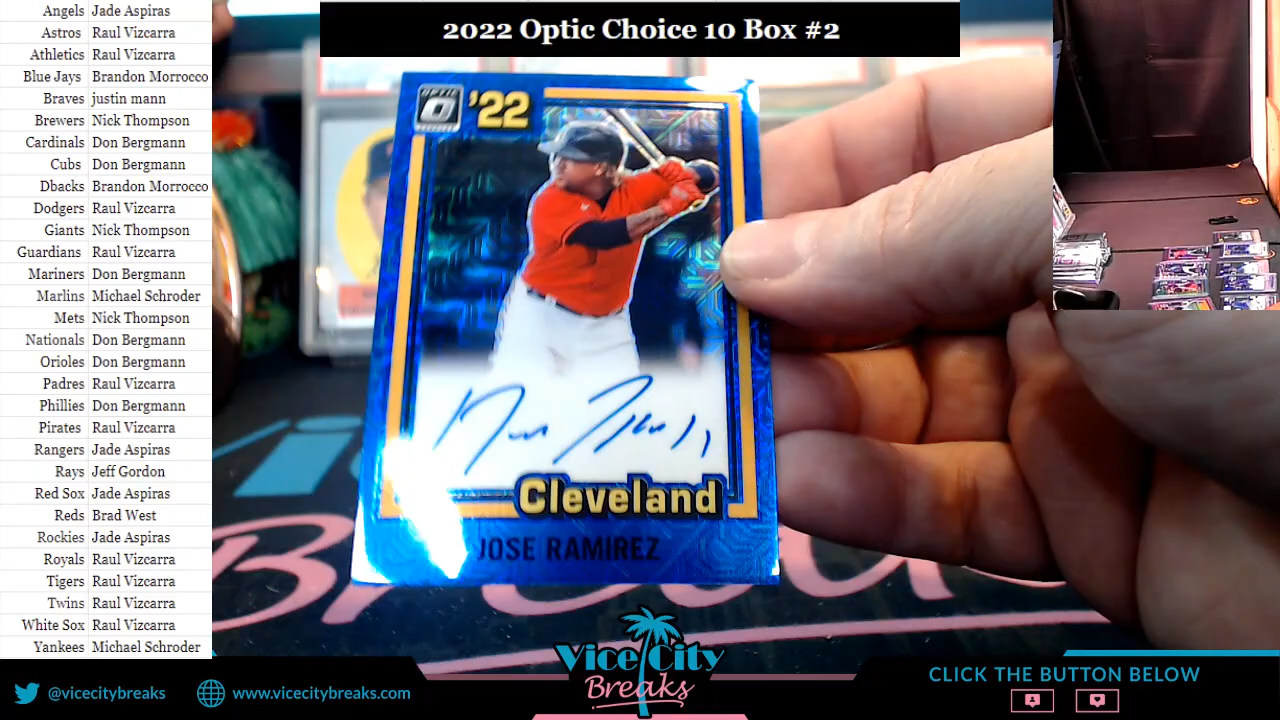 2022 Optic Choice 10 Box #2
Angels Jade Aspiras
Astros Raul Vizcarra
Athletics Raul Vizcarra
Blue Jays Brandon Morrocco
Braves justin mann
Brewers Nick Thompson
Cardinals Don Bergmann
Cubs Don Bergmann
Dbacks Brandon Morrocco
Dodgers Raul Vizcarra
Giants Nick Thompson
Guardians Raul Vizcarra
Mariners Don Bergmann
Marlins Michael Schroder
Mets Nick Thompson
Nationals Don Bergmann
Orioles Don Bergmann
Padres Raul Vizcarra
Phillies Don Bergmann
Pirates Raul Vizcarra
Rangers Jade Aspiras
Rays Jeff Gordon
Red Sox Jade Aspiras
Reds Brad West
Rockies Jade Aspiras
Royals Raul Vizcarra
Tigers Raul Vizcarra
Twins Raul Vizcarra
White Sox Raul Vizcarra
Yankees Michael Schroder
OPTIC
'22
Cleveland
JOSE RAMIREZ
Vice City
Breaks
@vicecitybreaks
www.vicecitybreaks.com
CLICK THE BUTTON BELOW